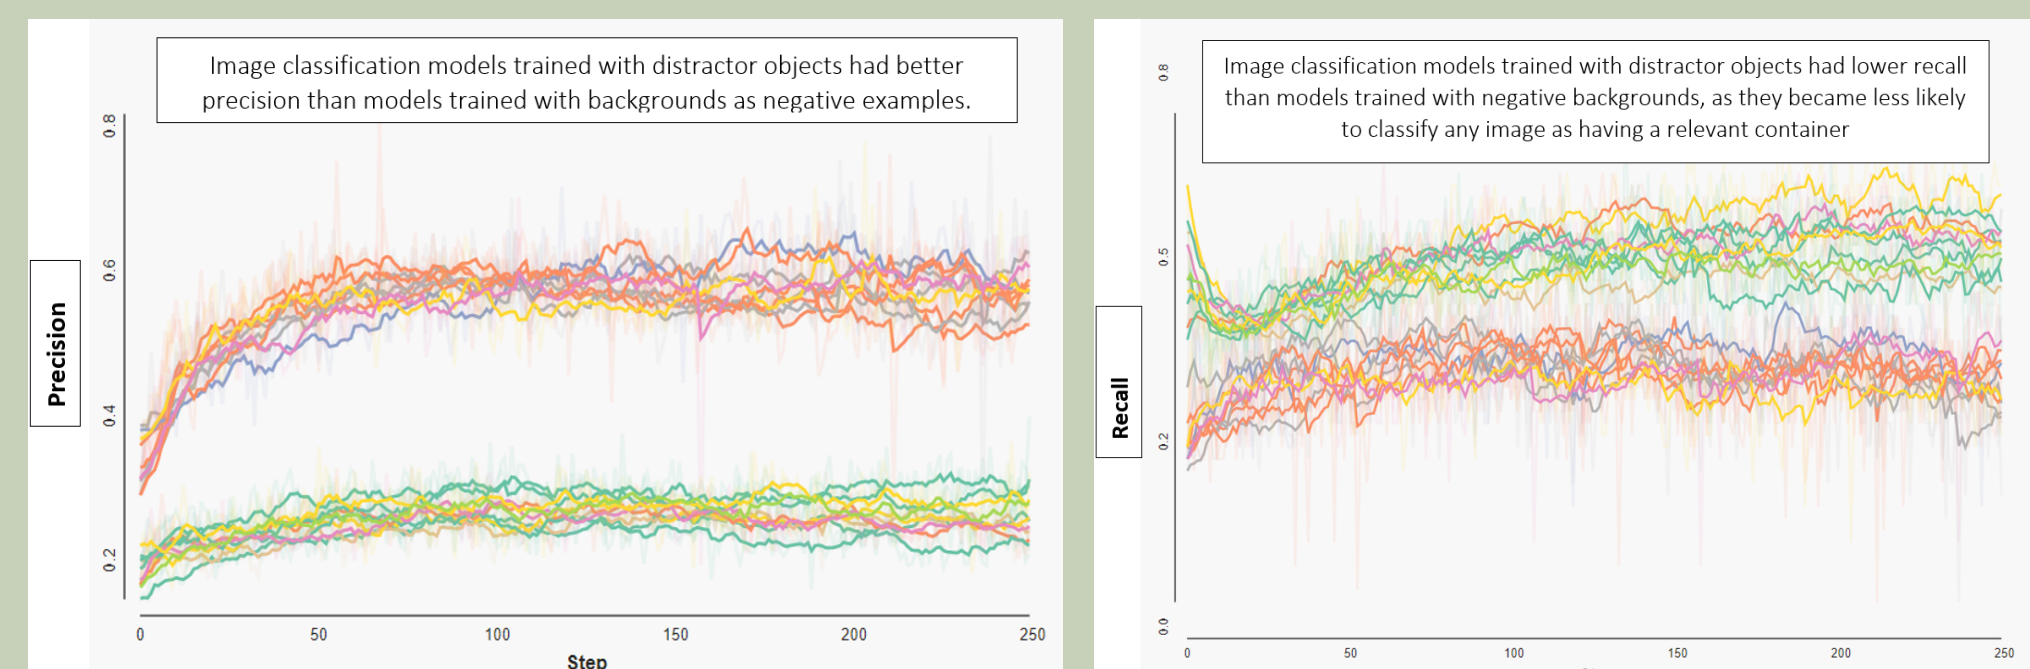 Image classification models trained with distractor objects had better
precision than models trained with backgrounds as negative examples.
Precision
0.8
0.6
0.4
0.2
0
50
100
150
200
250
Step
Image classification models trained with distractor objects had lower recall
than models trained with negative backgrounds, as they became less likely
to classify any image as having a relevant container
Recall
0.8
0.5
0.2
0.0
0
50
100
150
200
250